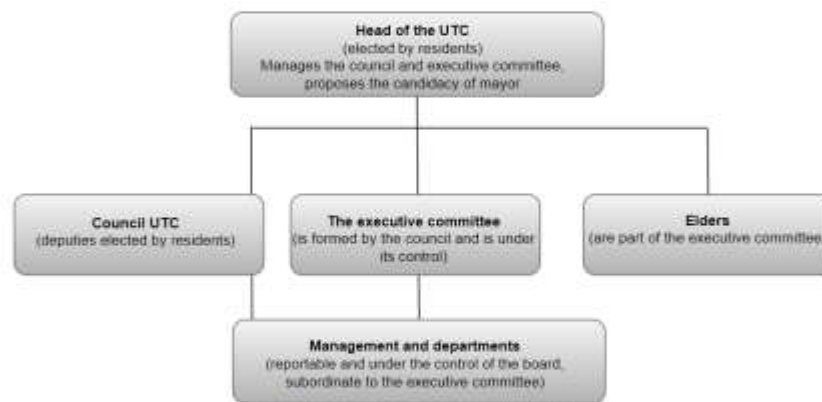 Head of the UTC
(elected by residents)
Manages the council and executive committee,
proposes the candidacy of mayor
Council UTC
(deputies elected by residents)
The executive committee
(is formed by the council and is under
its control)
Elders
(are part of the executive committee
Management and departments
(reportable and under the control of the board,
subordinate to the executive committee)